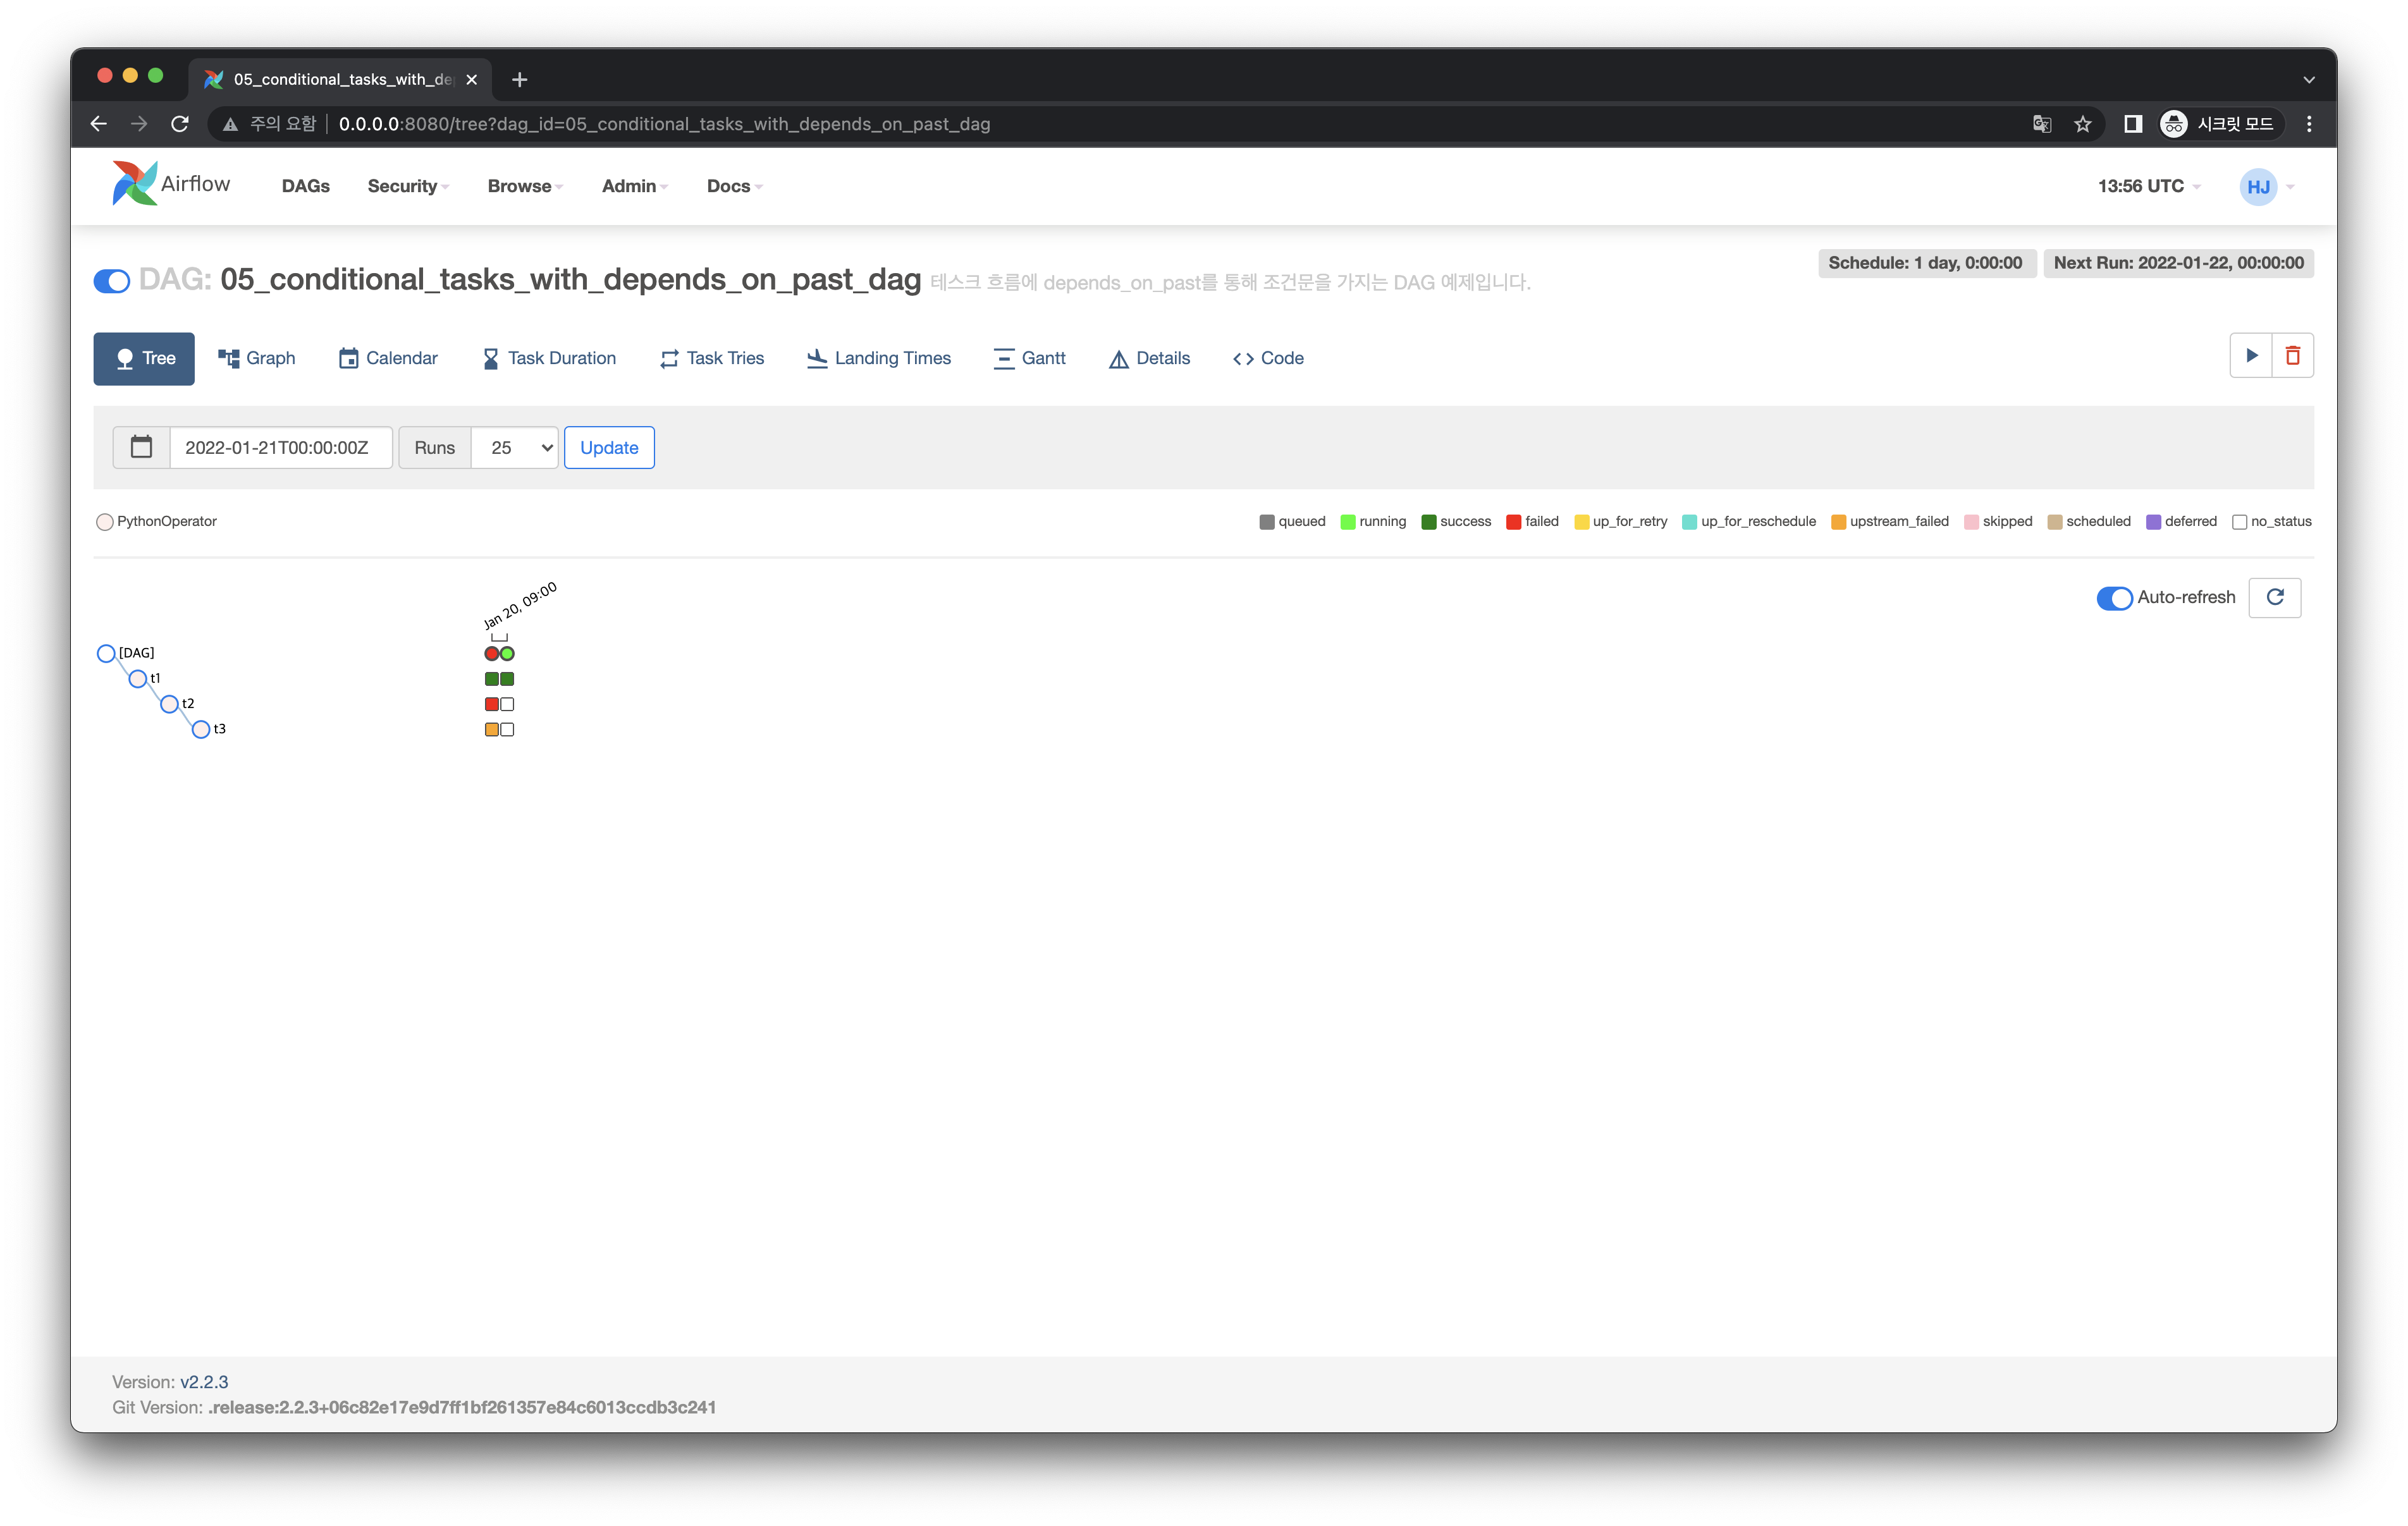 05_conditional_tasks_with_de
주의 요함 0.0.0.0:8080/tree?dag_id=05_conditional_tasks_with_depends_on_past_dag 시크릿 모드
Airflow DAGs Security Browse Admin Docs 13:56 UTC HJ
Schedule: 1 day, 0:00:00 Next Run: 2022-01-22, 00:00:00
DAG: 05_conditional_tasks_with_depends_on_past_dag 테스크 흐름에 depends_on_past를 통해 조건문을 가지는 DAG 예제입니다.
Tree Graph Calendar Task Duration Task Tries Landing Times Gantt Details Code
2022-01-21T00:00:00Z Runs 25 Update
PythonOperator queued running success failed up_for_retry up_for_reschedule upstream_failed skipped scheduled deferred no_status
Jan 20, 09:00
Auto-refresh
[DAG]
t1
t2
t3
Version: v2.2.3
Git Version: .release:2.2.3+06c82e17e9d7ff1bf261357e84c6013ccdb3c241